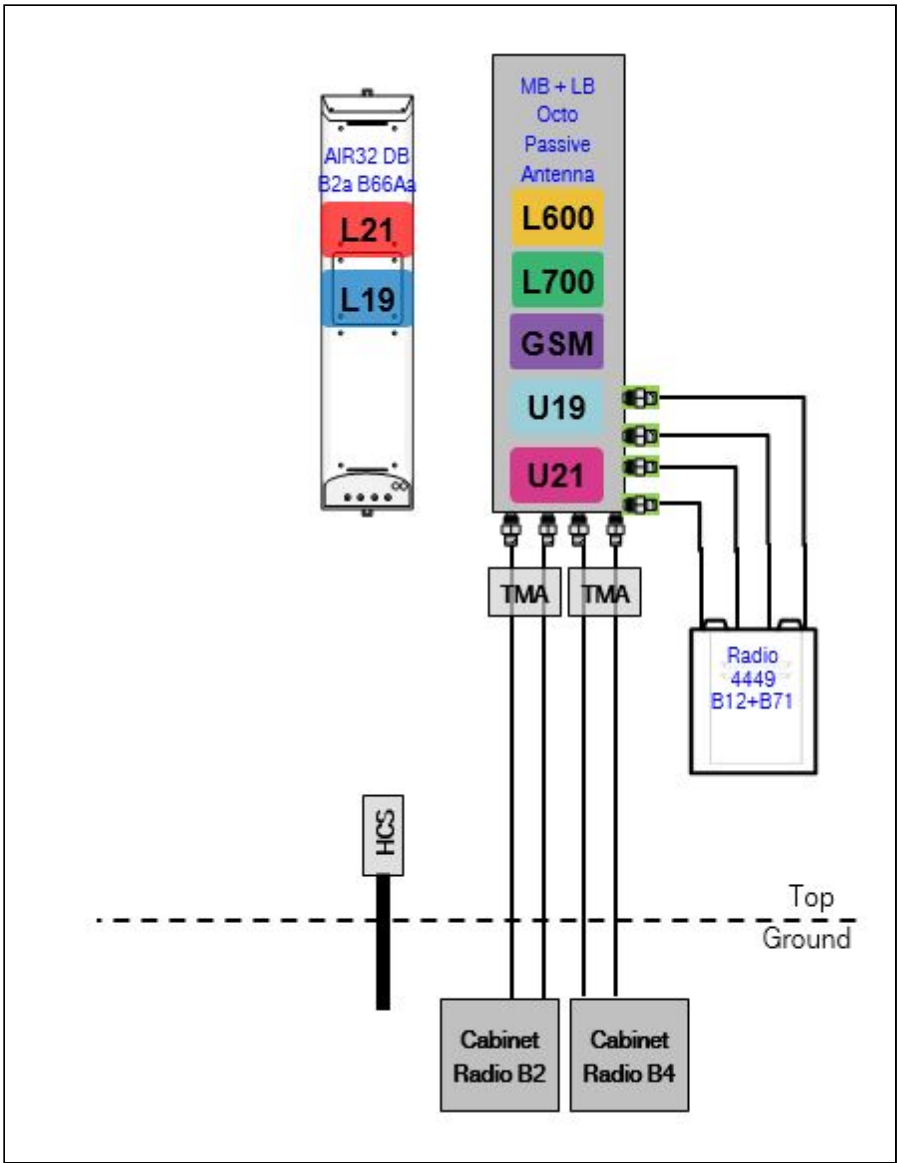 AIR32 DB
B2a B66Aa
L21
L19
MB + LB
Octo
Passive
Antenna
L600
L700
GSM
U19
U21
TMA
TMA
Radio
4449
B12+B71
HCS
Top
Ground
Cabinet
Radio B2
Cabinet
Radio B4